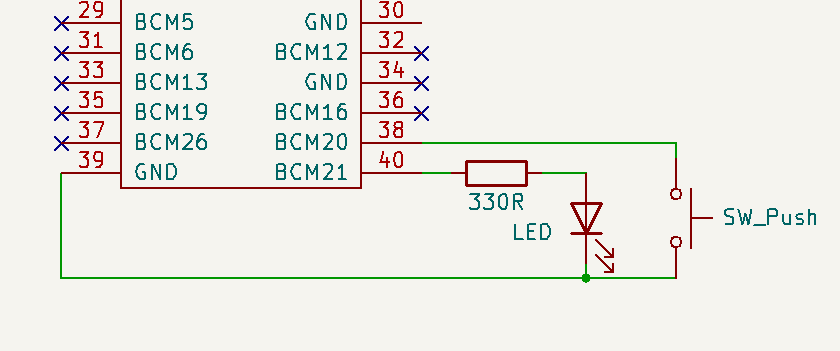 29 BCM5 GND 30
31 BCM6 BCM12 32
33 BCM13 GND 34
35 BCM19 BCM16 36
37 BCM26 BCM20 38
39 GND BCM21 40
330R
LED
SW_Push